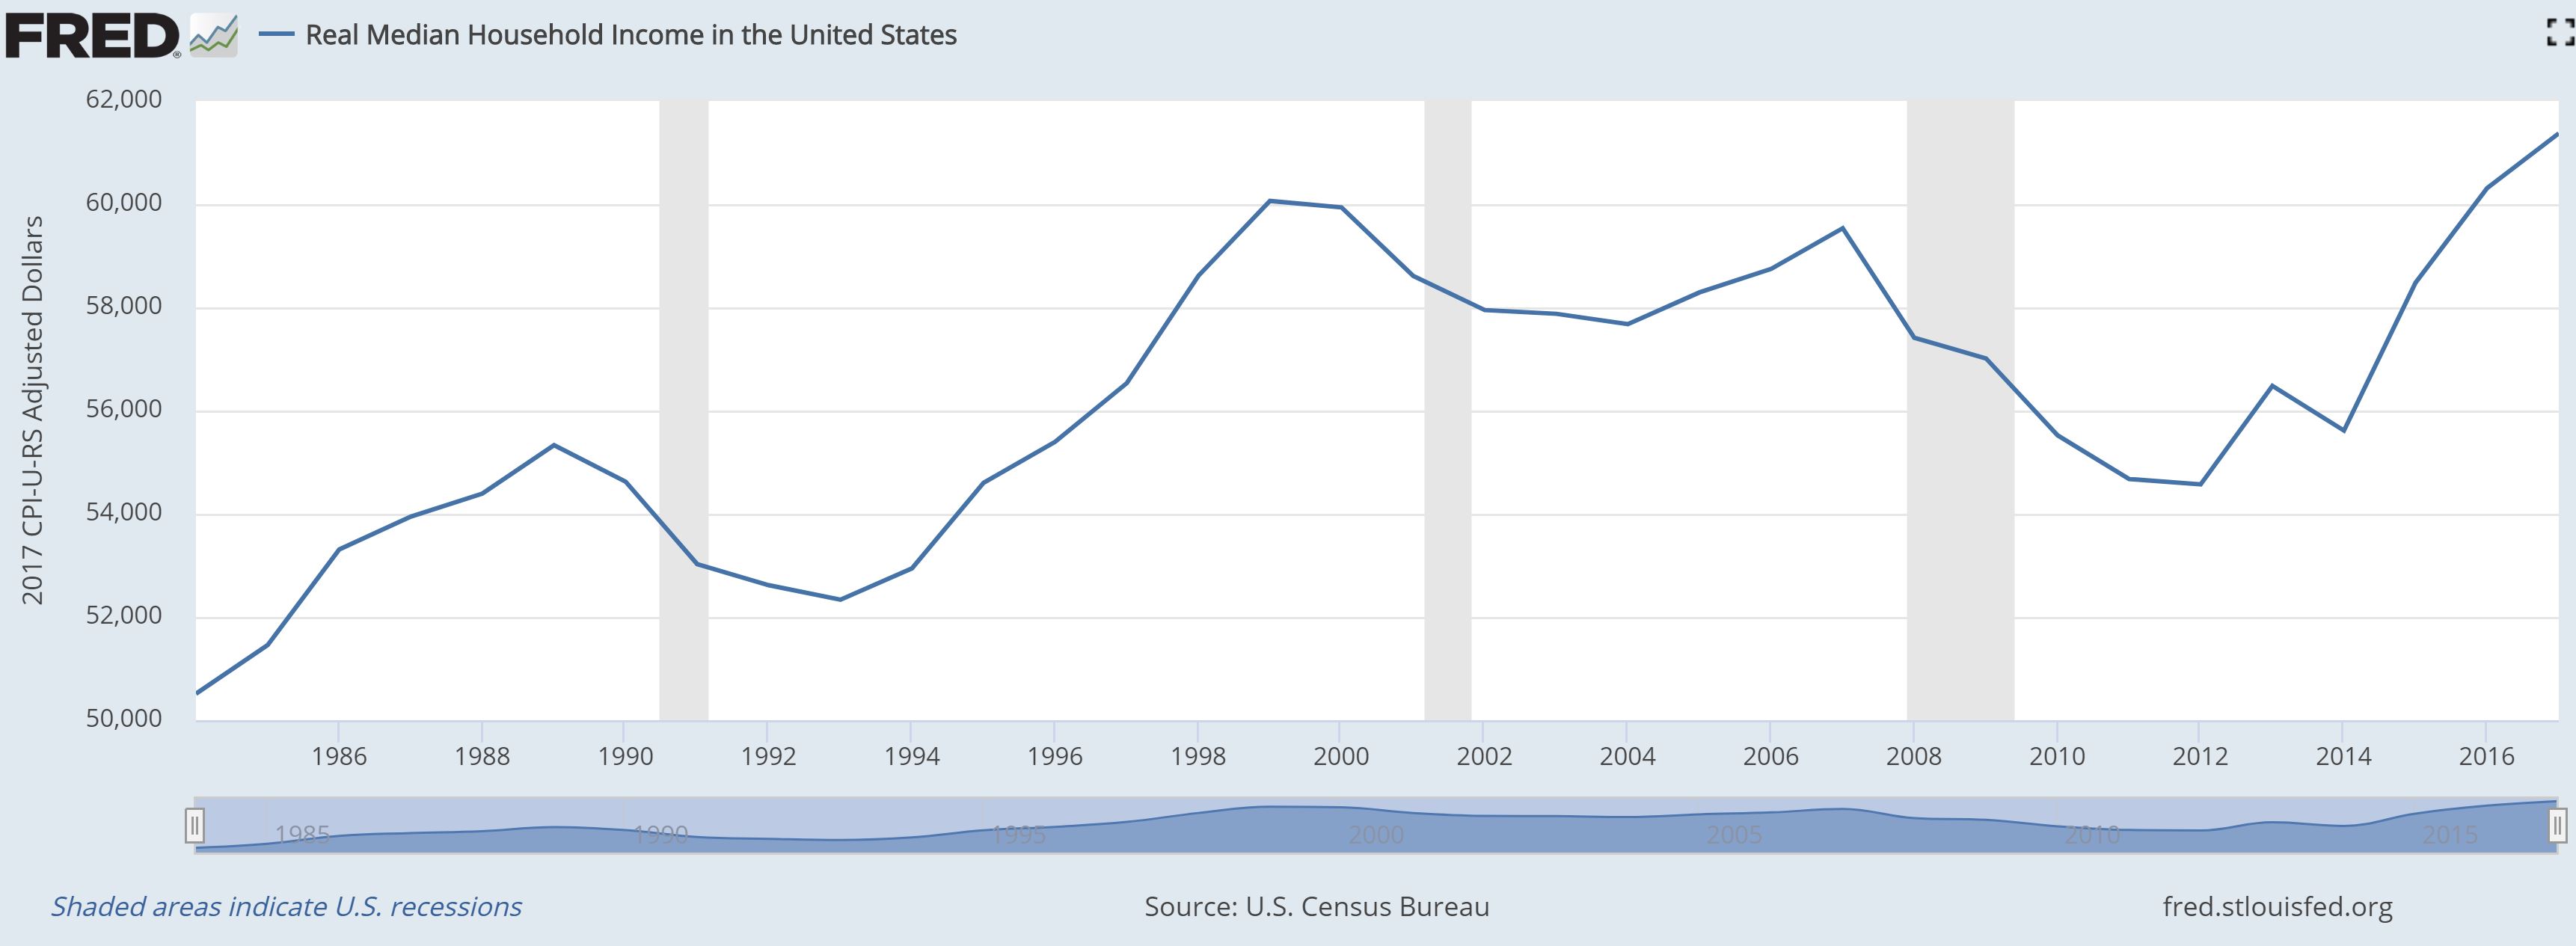 FRED® Real Median Household Income in the United States
2017 CPI-U-RS Adjusted Dollars
62,000
60,000
58,000
56,000
54,000
52,000
50,000
1986 1988 1990 1992 1994 1996 1998 2000 2002 2004 2006 2008 2010 2012 2014 2016
1985 1990 1995 2000 2005 2010 2015
Shaded areas indicate U.S. recessions Source: U.S. Census Bureau fred.stlouisfed.org